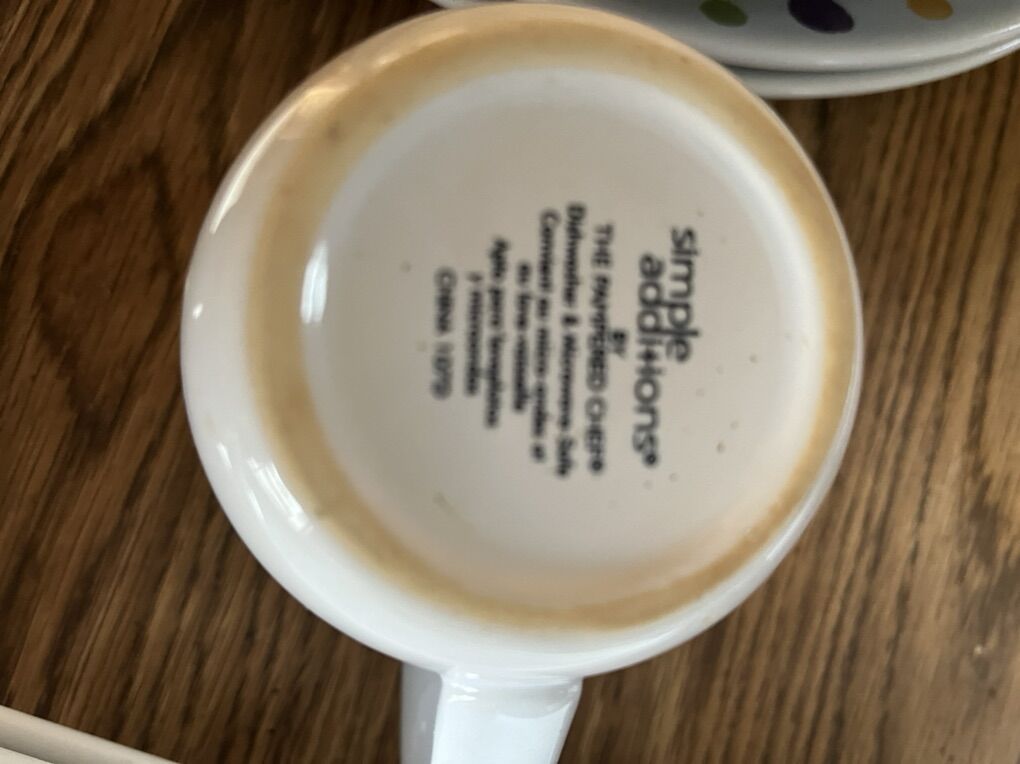 simple
additions®
BY
THE PAMPERED CHEF®
Dishwasher & Microwave Safe
Convient au micro-ondes et
au lave-vaisselle
Apto para lavaplatos
y microondas
CHINA 1070